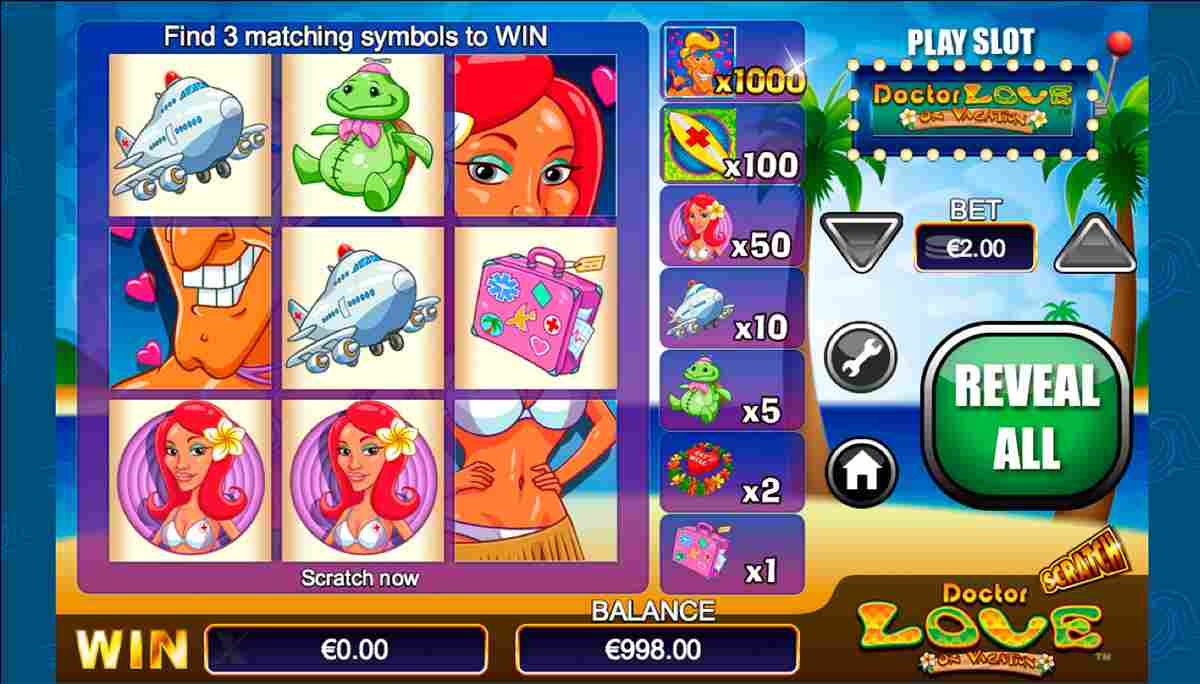 Find 3 matching symbols to WIN
x1000
PLAY SLOT
Doctor LOVE
ON VACATION
x100
BET
€2.00
x50
x10
x5
REVEAL
ALL
x2
x1
Scratch now
SCRATCH
BALANCE
Doctor
LOVE
ON VACATION
™
WIN
€0.00
€998.00